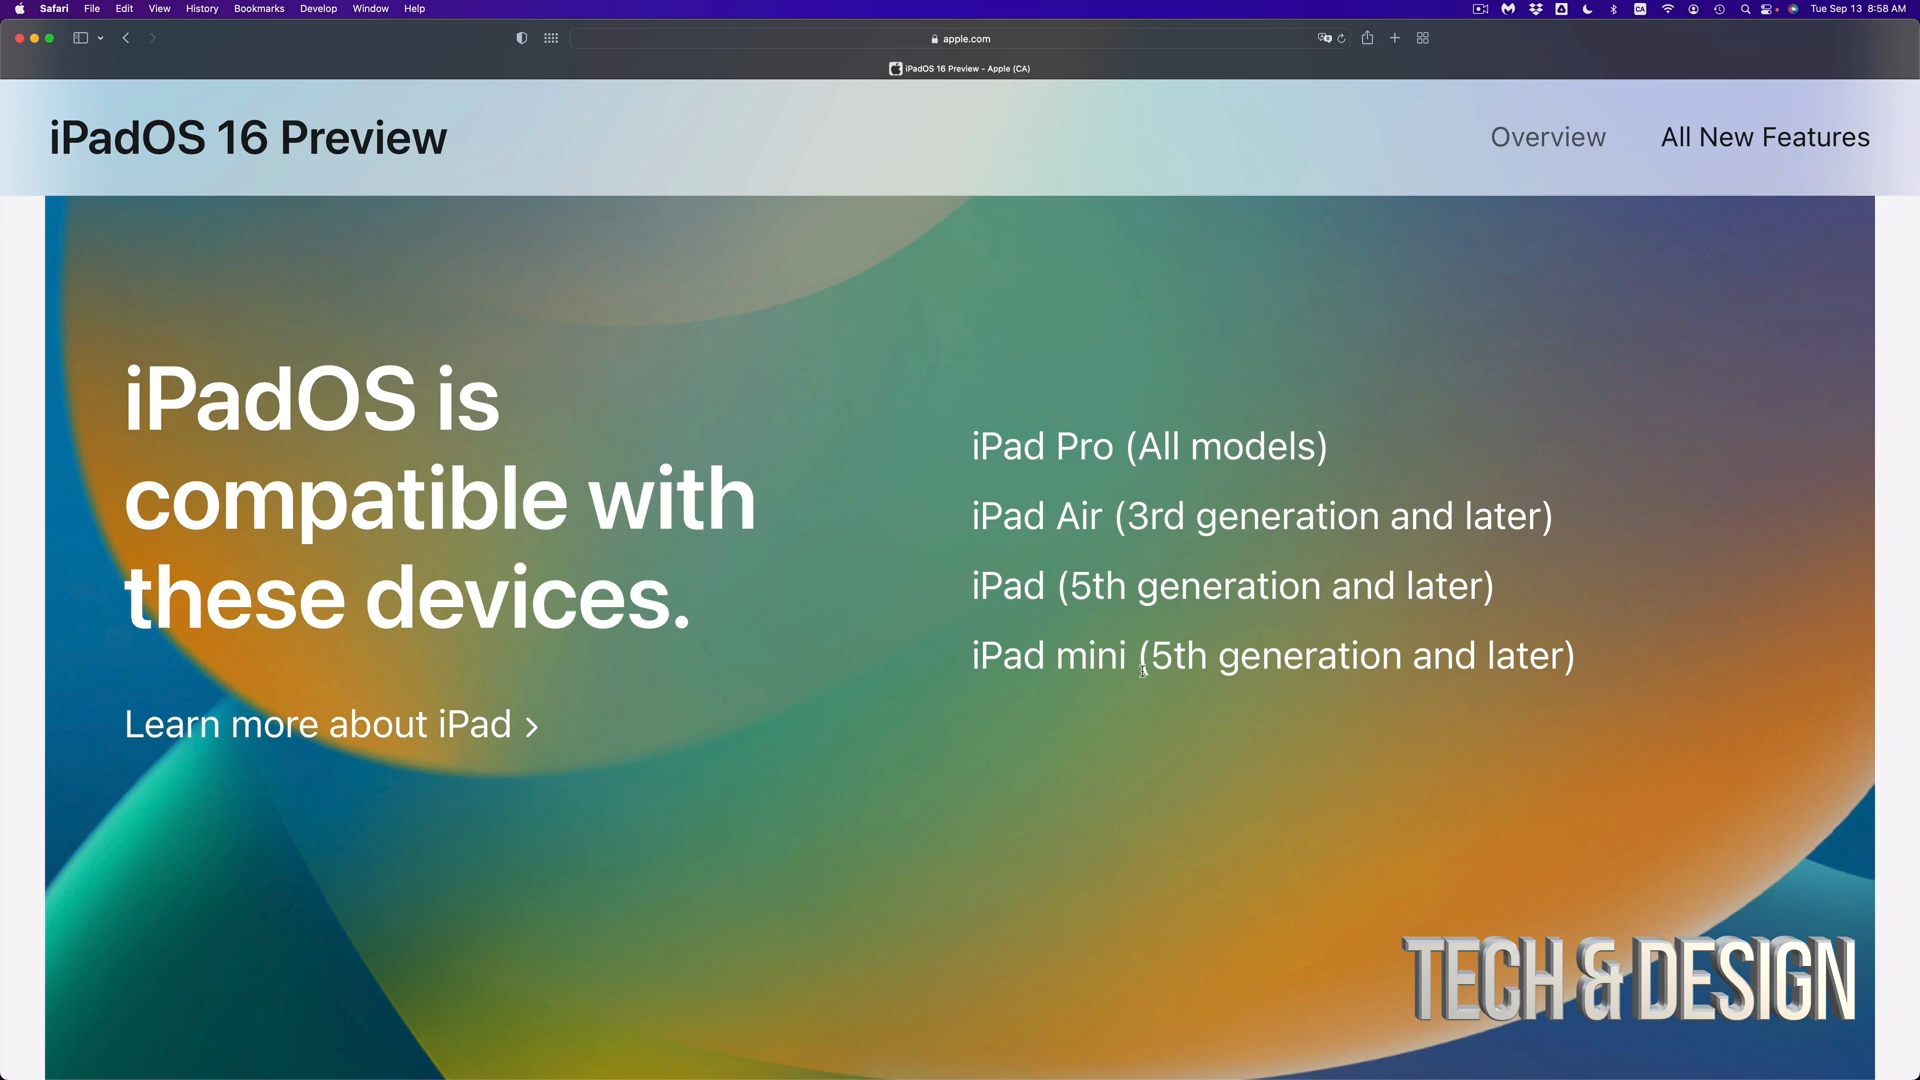 Safari File Edit View History Bookmarks Develop Window Help
CA
Tue Sep 13 8:58 AM
apple.com
iPadOS 16 Preview - Apple (CA)
iPadOS 16 Preview
Overview
All New Features
iPadOS is
compatible with
these devices.
Learn more about iPad >
iPad Pro (All models)
iPad Air (3rd generation and later)
iPad (5th generation and later)
iPad mini (5th generation and later)
TECH & DESIGN